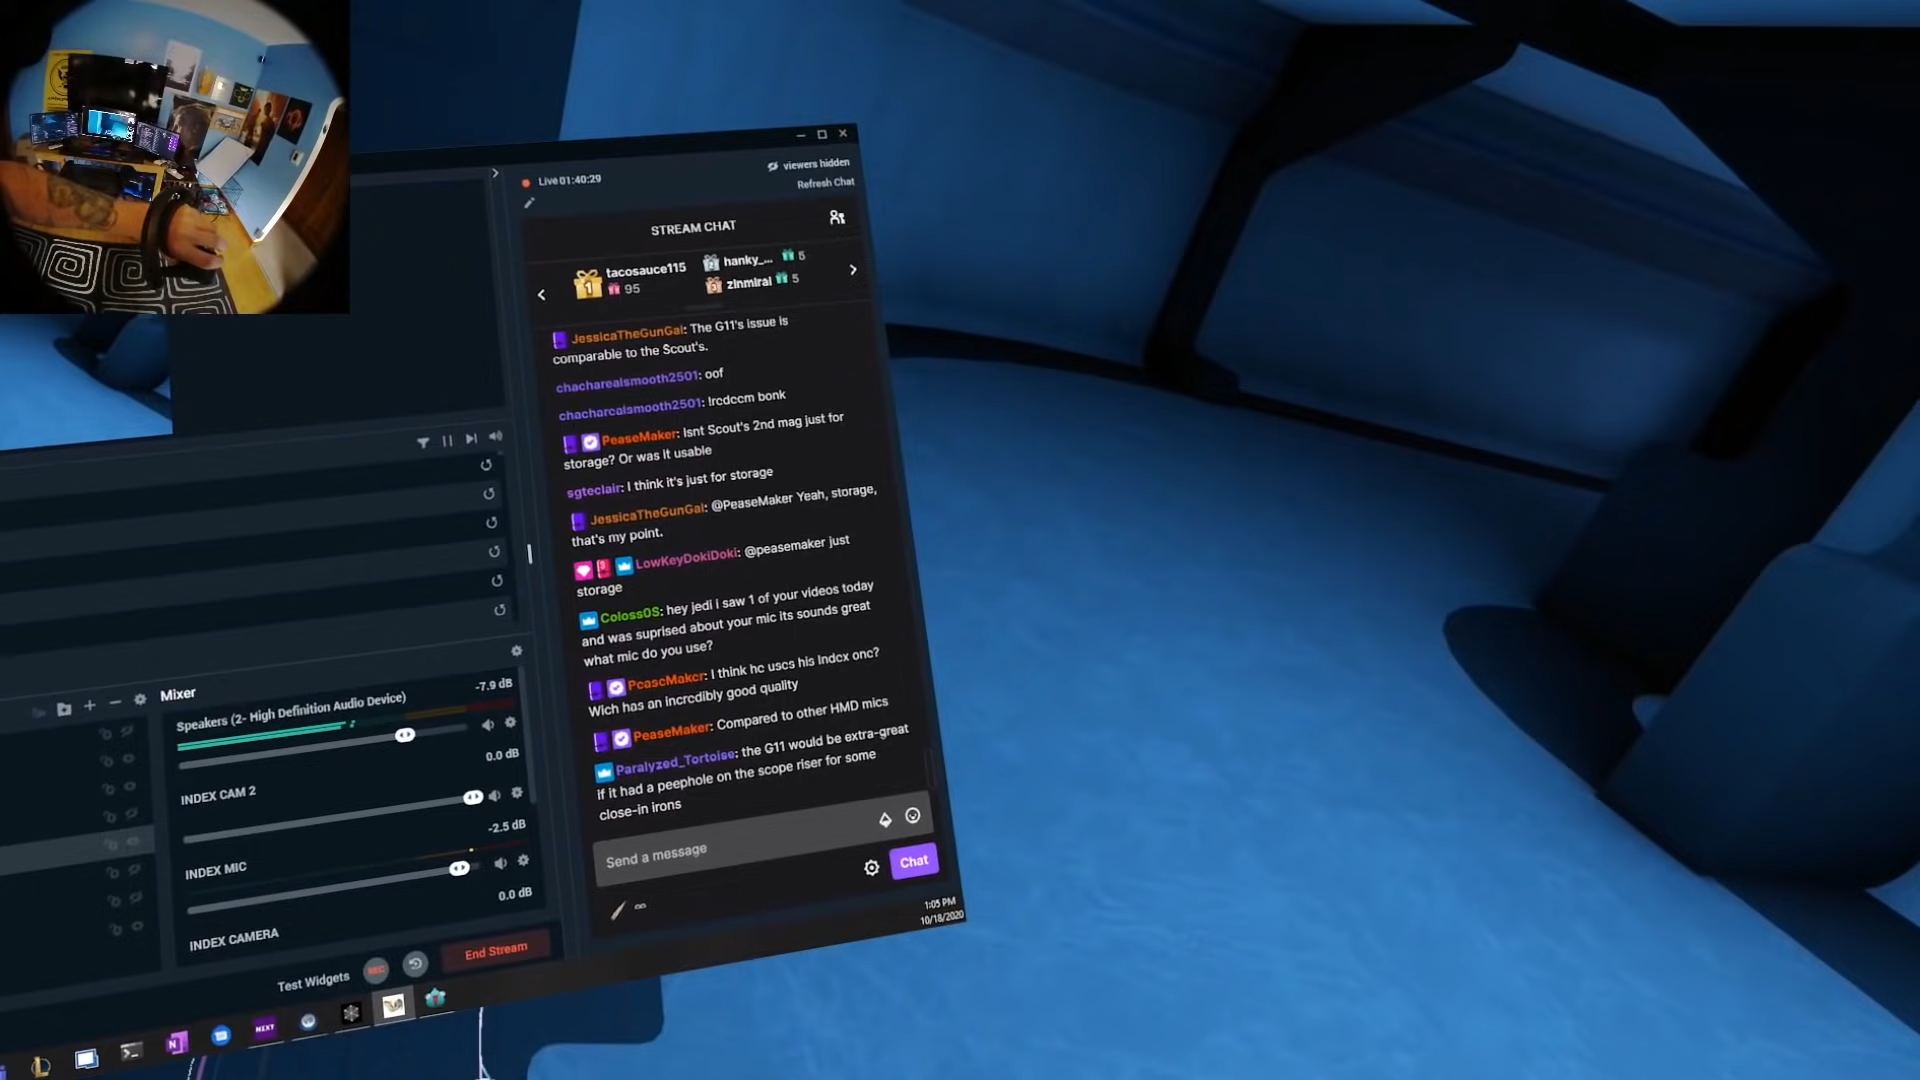 Live 01:40:29
viewers hidden
Refresh Chat
STREAM CHAT
1
tacosauce115
95
hanky_...
5
zinmiral
5
JessicaTheGunGal: The G11's issue is
comparable to the Scout's.
chacharealsmooth2501: oof
chacharealsmooth2501: !rcdccm bonk
PeaseMaker: Isnt Scout's 2nd mag just for
storage? Or was it usable
sgteclair: I think it's just for storage
JessicaTheGunGal: @PeaseMaker Yeah, storage,
that's my point.
LowKeyDokiDoki: @peasemaker just
storage
Coloss0S: hey jedi i saw 1 of your videos today
and was suprised about your mic its sounds great
what mic do you use?
PeaseMaker: I think he uses his Index one?
Wich has an incredibly good quality
PeaseMaker: Compared to other HMD mics
Paralyzed_Tortoise: the G11 would be extra-great
if it had a peephole on the scope riser for some
close-in irons
Send a message
Chat
Mixer
Speakers (2- High Definition Audio Device)
-7.9 dB
0.0 dB
INDEX CAM 2
-2.5 dB
INDEX MIC
0.0 dB
INDEX CAMERA
Test Widgets
REC
End Stream
1:05 PM
10/18/2020
NEXT
N